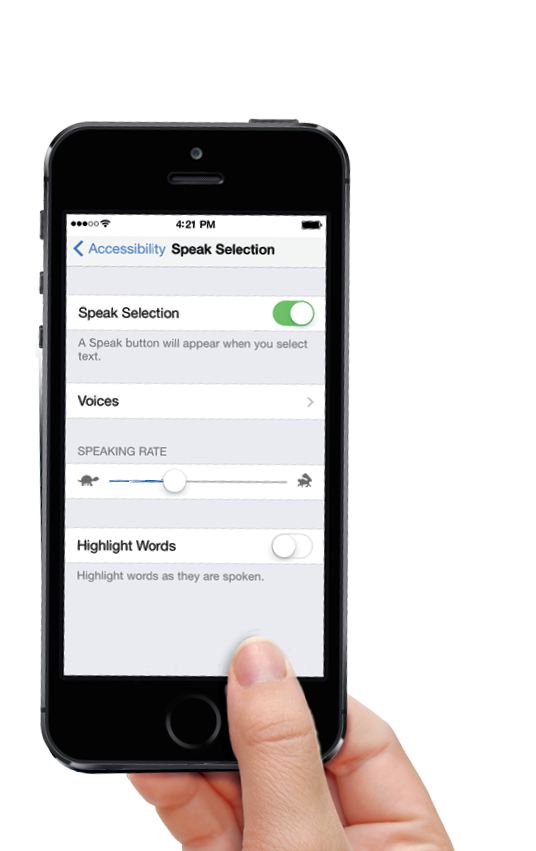 4:21 PM
Accessibility Speak Selection
Speak Selection
A Speak button will appear when you select
text.
Voices
SPEAKING RATE
Highlight Words
Highlight words as they are spoken.